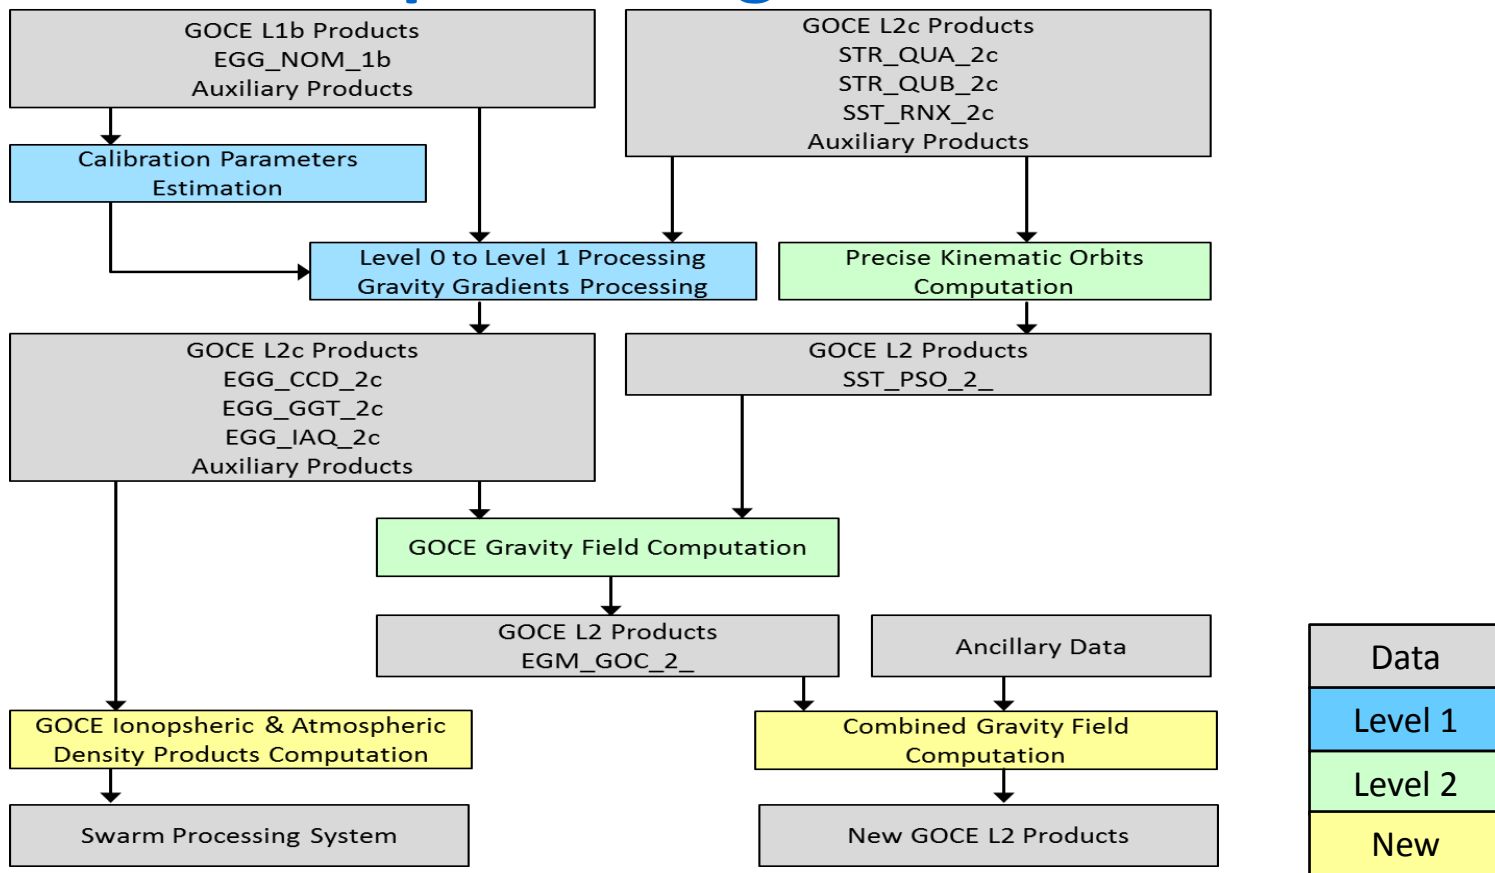 GOCE L1b Products
EGG_NOM_1b
Auxiliary Products
GOCE L2c Products
STR_QUA_2c
STR_QUB_2c
SST_RNX_2c
Auxiliary Products
Calibration Parameters
Estimation
Level 0 to Level 1 Processing
Gravity Gradients Processing
Precise Kinematic Orbits
Computation
GOCE L2c Products
EGG_CCD_2c
EGG_GGT_2c
EGG_IAQ_2c
Auxiliary Products
GOCE L2 Products
SST_PSO_2_
GOCE Gravity Field Computation
GOCE L2 Products
EGM_GOC_2_
Ancillary Data
GOCE Ionopsheric & Atmospheric
Density Products Computation
Combined Gravity Field
Computation
Swarm Processing System
New GOCE L2 Products
Data
Level 1
Level 2
New